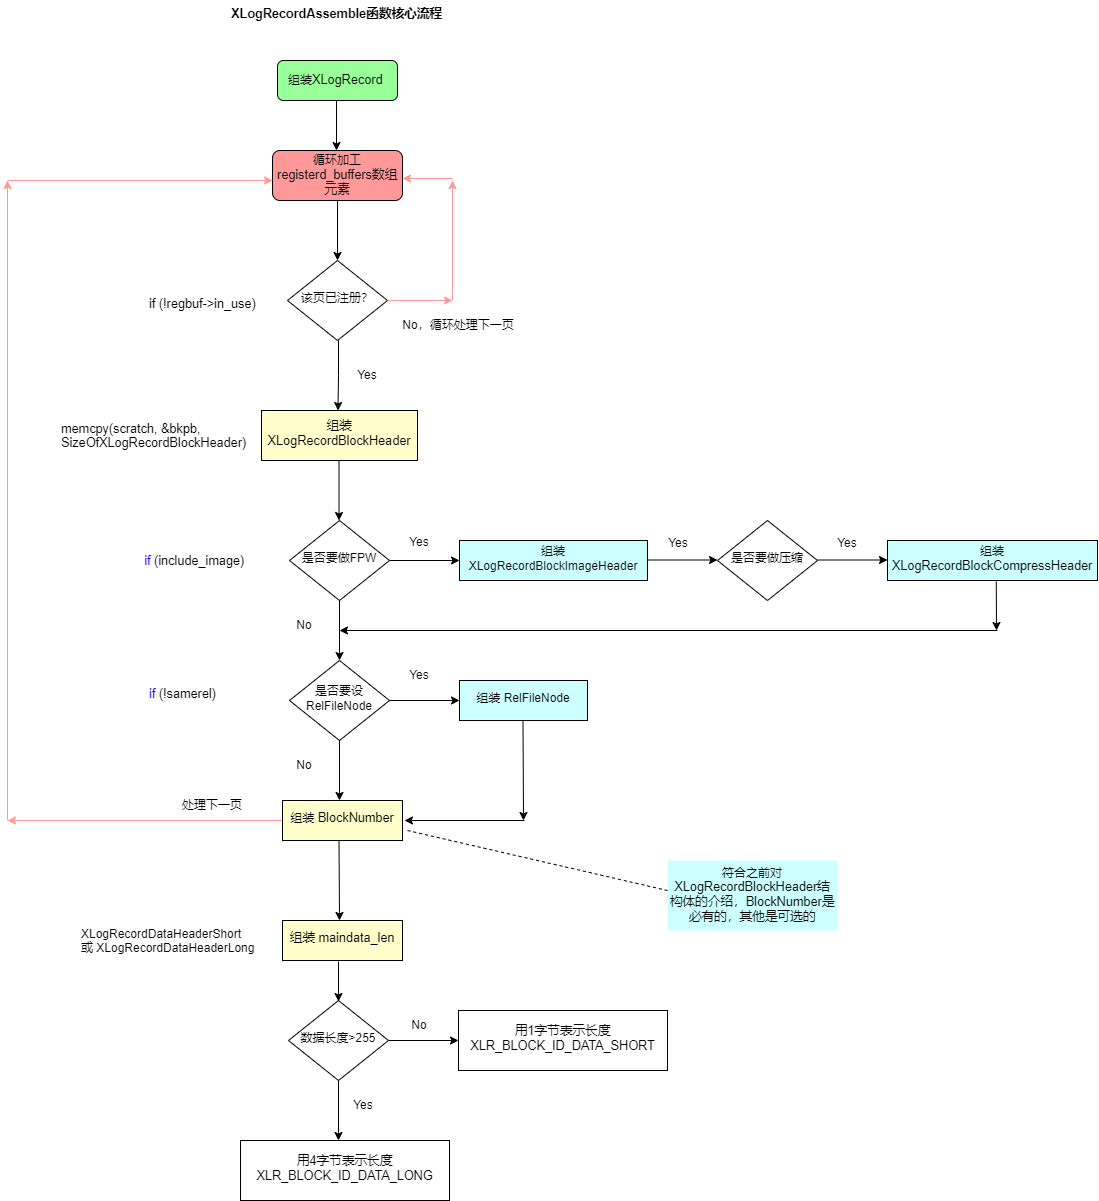 XLogRecordAssemble函数核心流程
组装XLogRecord
循环加工
registerd_buffers数组
元素
该页已注册？
if (!regbuf->in_use)
No，循环处理下一页
Yes
组装
XLogRecordBlockHeader
memcpy(scratch, &bkpb,
SizeOfXLogRecordBlockHeader)
是否要做FPW
if (include_image)
Yes
组装
XLogRecordBlockImageHeader
Yes
是否要做压缩
Yes
组装
XLogRecordBlockCompressHeader
No
是否要设
RelFileNode
if (!samerel)
Yes
组装 RelFileNode
No
处理下一页
组装 BlockNumber
符合之前对
XLogRecordBlockHeader结
构体的介绍，BlockNumber是
必有的，其他是可选的
XLogRecordDataHeaderShort
或 XLogRecordDataHeaderLong
组装 maindata_len
数据长度>255
No
用1字节表示长度
XLR_BLOCK_ID_DATA_SHORT
Yes
用4字节表示长度
XLR_BLOCK_ID_DATA_LONG